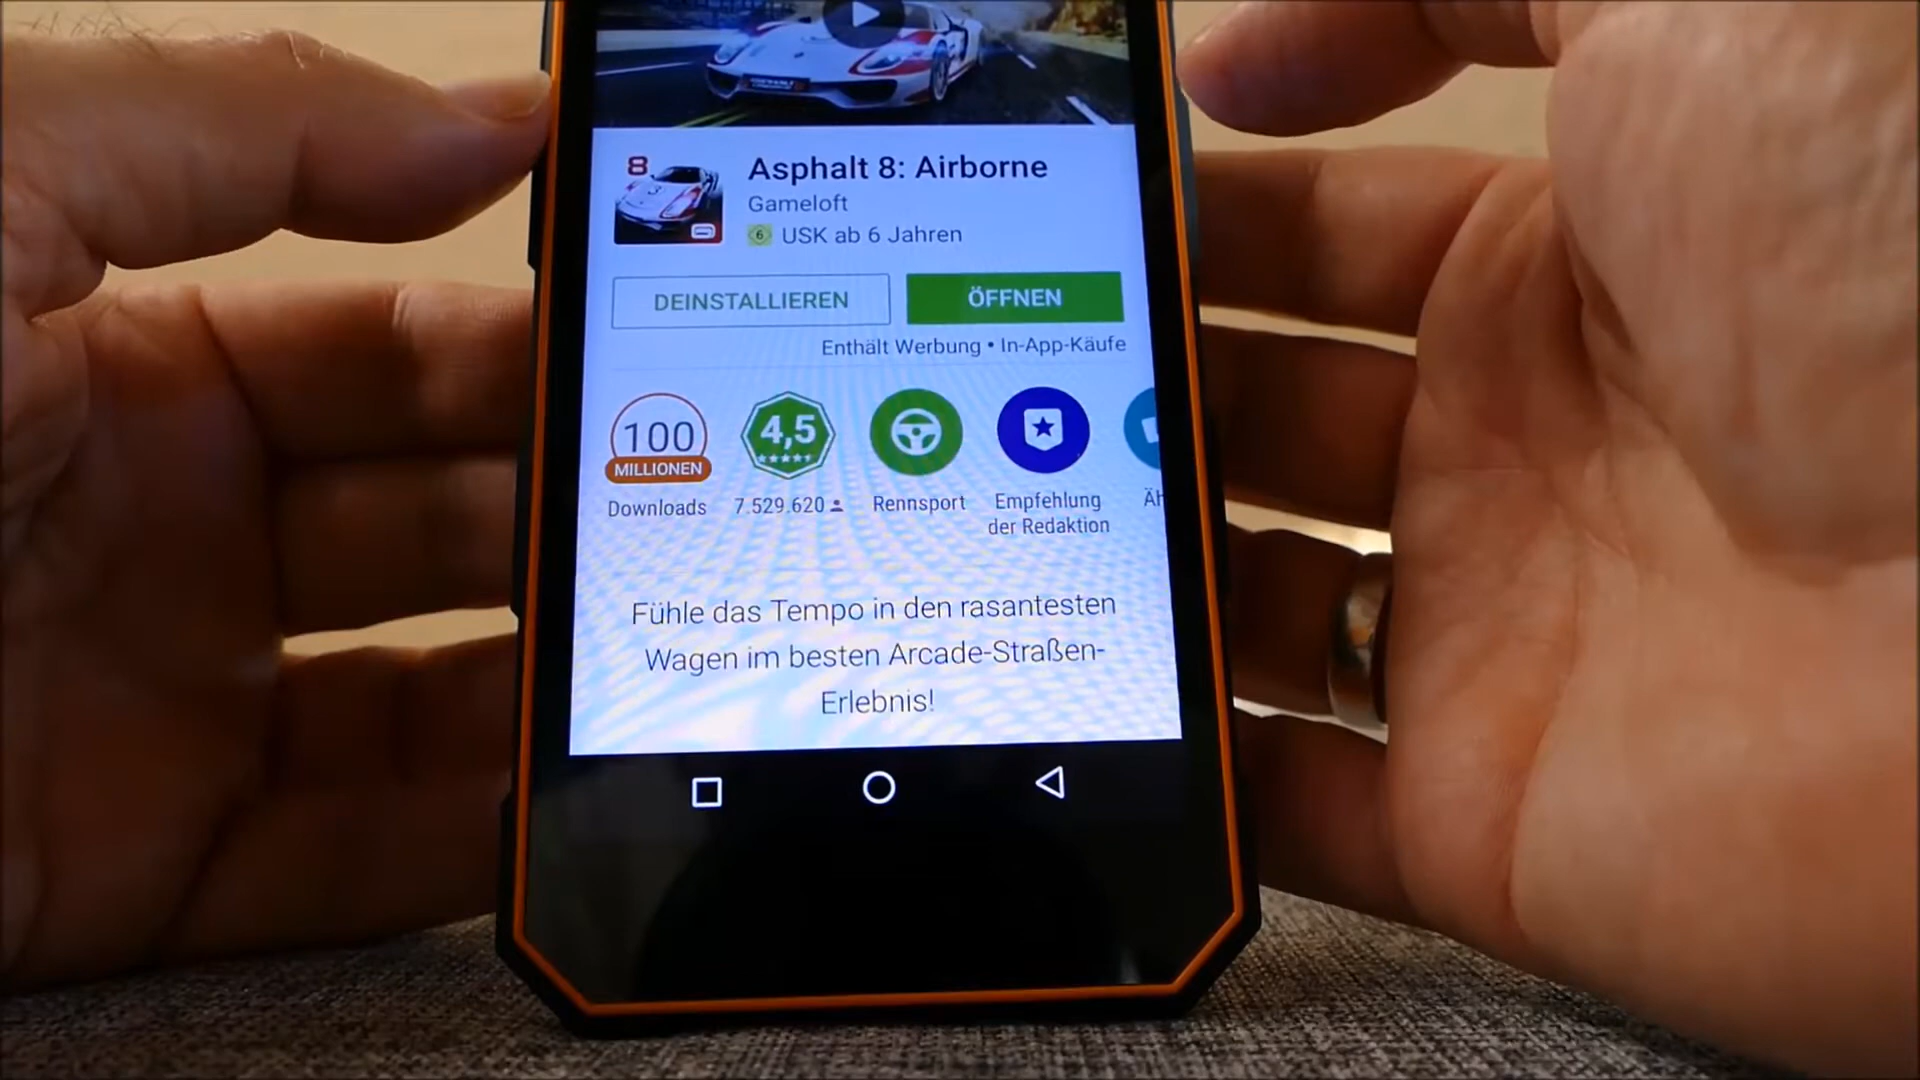 8
Asphalt 8: Airborne
Gameloft
6 USK ab 6 Jahren
DEINSTALLIEREN
ÖFFNEN
Enthält Werbung • In-App-Käufe
100
MILLIONEN
Downloads
4,5
7.529.620
Rennsport
Empfehlung
der Redaktion
Fühle das Tempo in den rasantesten
Wagen im besten Arcade-Straßen-
Erlebnis!